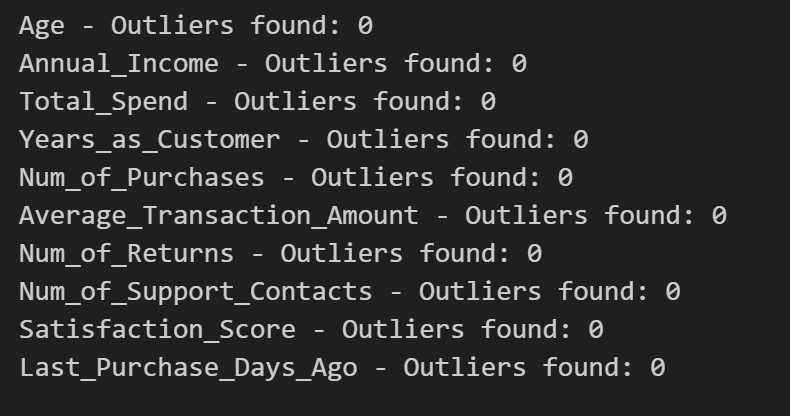 Age - Outliers found: 0
Annual_Income - Outliers found: 0
Total_Spend - Outliers found: 0
Years_as_Customer - Outliers found: 0
Num_of_Purchases - Outliers found: 0
Average_Transaction_Amount - Outliers found: 0
Num_of_Returns - Outliers found: 0
Num_of_Support_Contacts - Outliers found: 0
Satisfaction_Score - Outliers found: 0
Last_Purchase_Days_Ago - Outliers found: 0